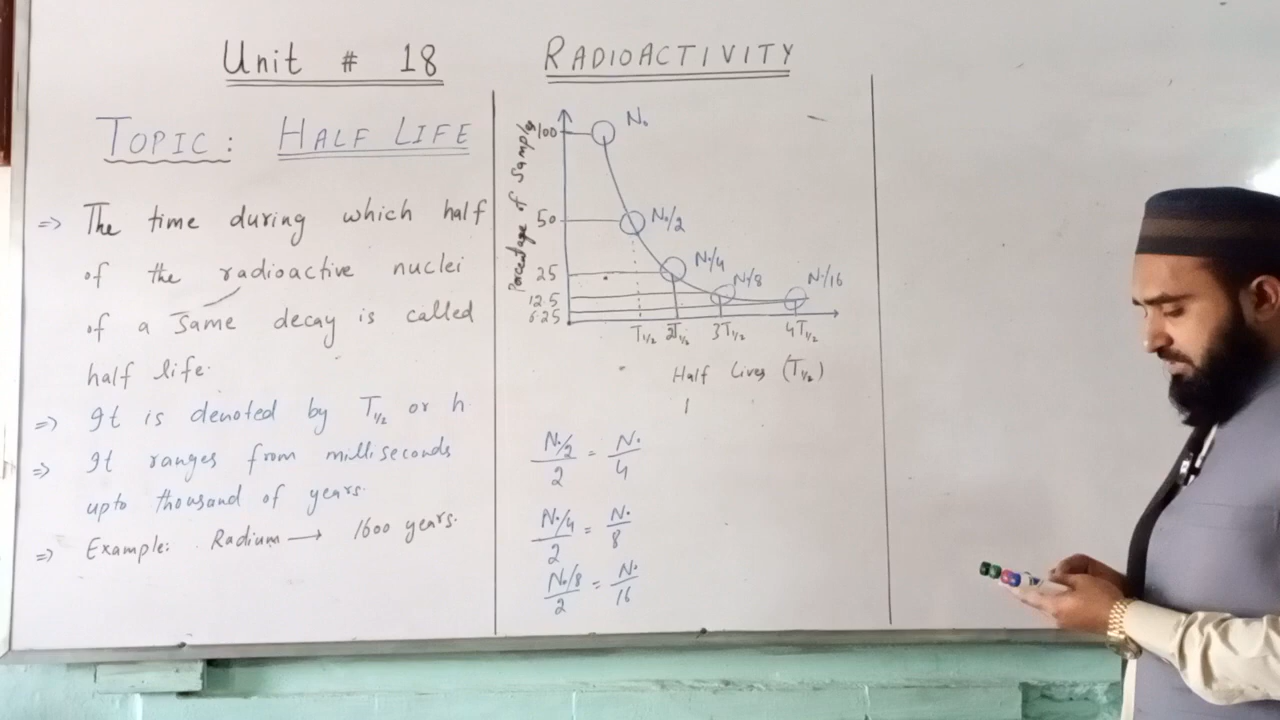 Unit # 18
RADIOACTIVITY
TOPIC: HALF LIFE
=> The time during which half
of the radioactive nuclei
of a same decay is called
half life.
=> It is denoted by T1/2 or h
=> It ranges from milliseconds
upto thousand of years.
=> Example: Radium → 1600 years.
Percentage of Sample
100
50
25
12.5
6.25
N₀
N₀/2
N₀/4
N₀/8
N₀/16
T1/2 2T1/2 3T1/2 4T1/2
Half Lives (T1/2)
N₀/2 / 2 = N₀ / 4
N₀/4 / 2 = N₀ / 8
N₀/8 / 2 = N₀ / 16